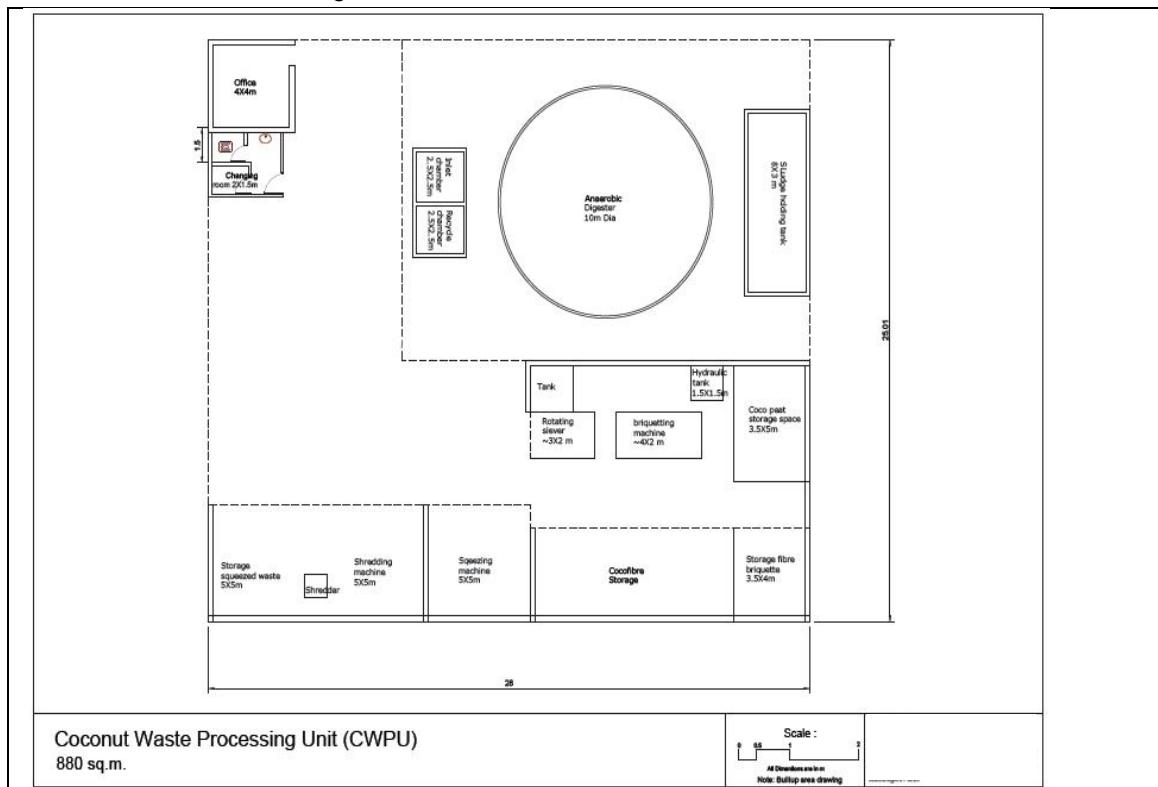 Office
4X4m
1.5
Changing
room 2X1.5m
Inlet
chamber
2.5X2.5m
Recycle
chamber
2.5X2.5m
Anaerobic
Digester
10m Dia
Sludge holding tank
8X3 m
25.01
Tank
Hydraulic
tank
1.5X1.5m
Rotating
siever
~3X2 m
briquetting
machine
~4X2 m
Coco peat
storage space
3.5X5m
Storage
squeezed waste
5X5m
Shredder
Shredding
machine
5X5m
Sqeezing
machine
5X5m
Cocofibre
Storage
Storage fibre
briquette
3.5X4m
26
Coconut Waste Processing Unit (CWPU)
880 sq.m.
Scale :
0 0.5 1 2
All Dimentions are in m
Note: Builtup area drawing